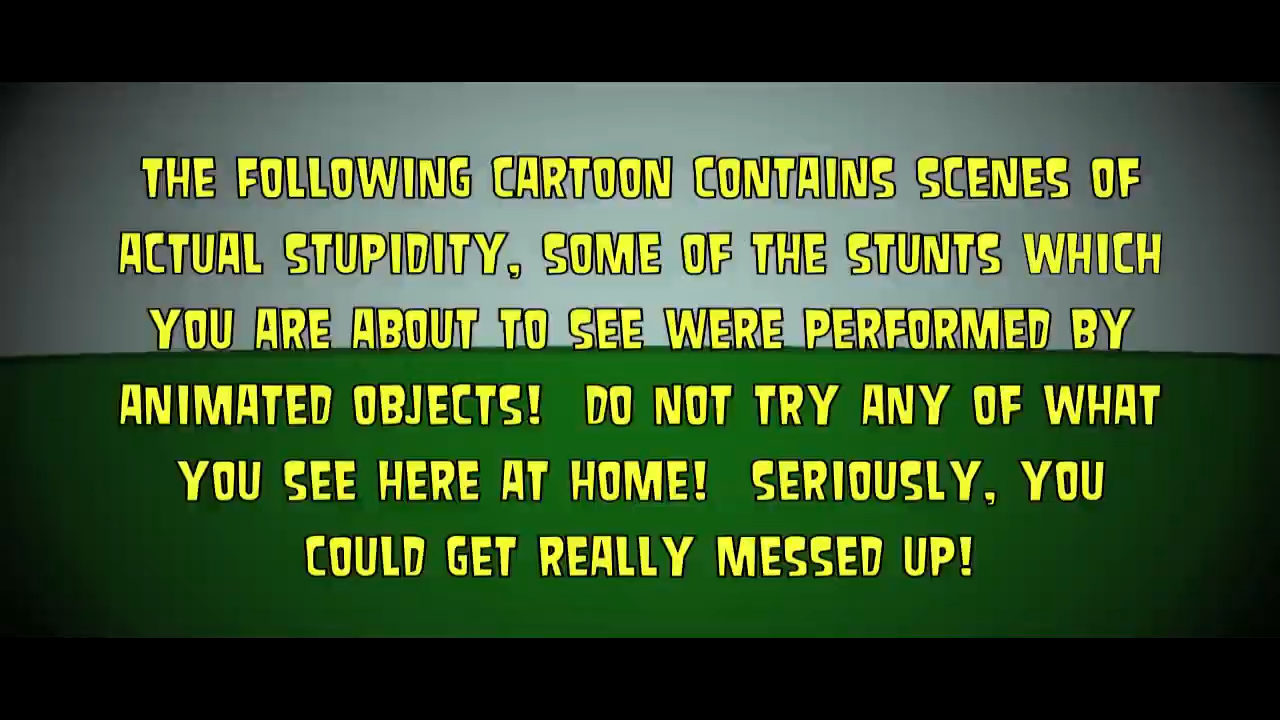 THE FOLLOWING CARTOON CONTAINS SCENES OF
ACTUAL STUPIDITY, SOME OF THE STUNTS WHICH
YOU ARE ABOUT TO SEE WERE PERFORMED BY
ANIMATED OBJECTS! DO NOT TRY ANY OF WHAT
YOU SEE HERE AT HOME! SERIOUSLY, YOU
COULD GET REALLY MESSED UP!